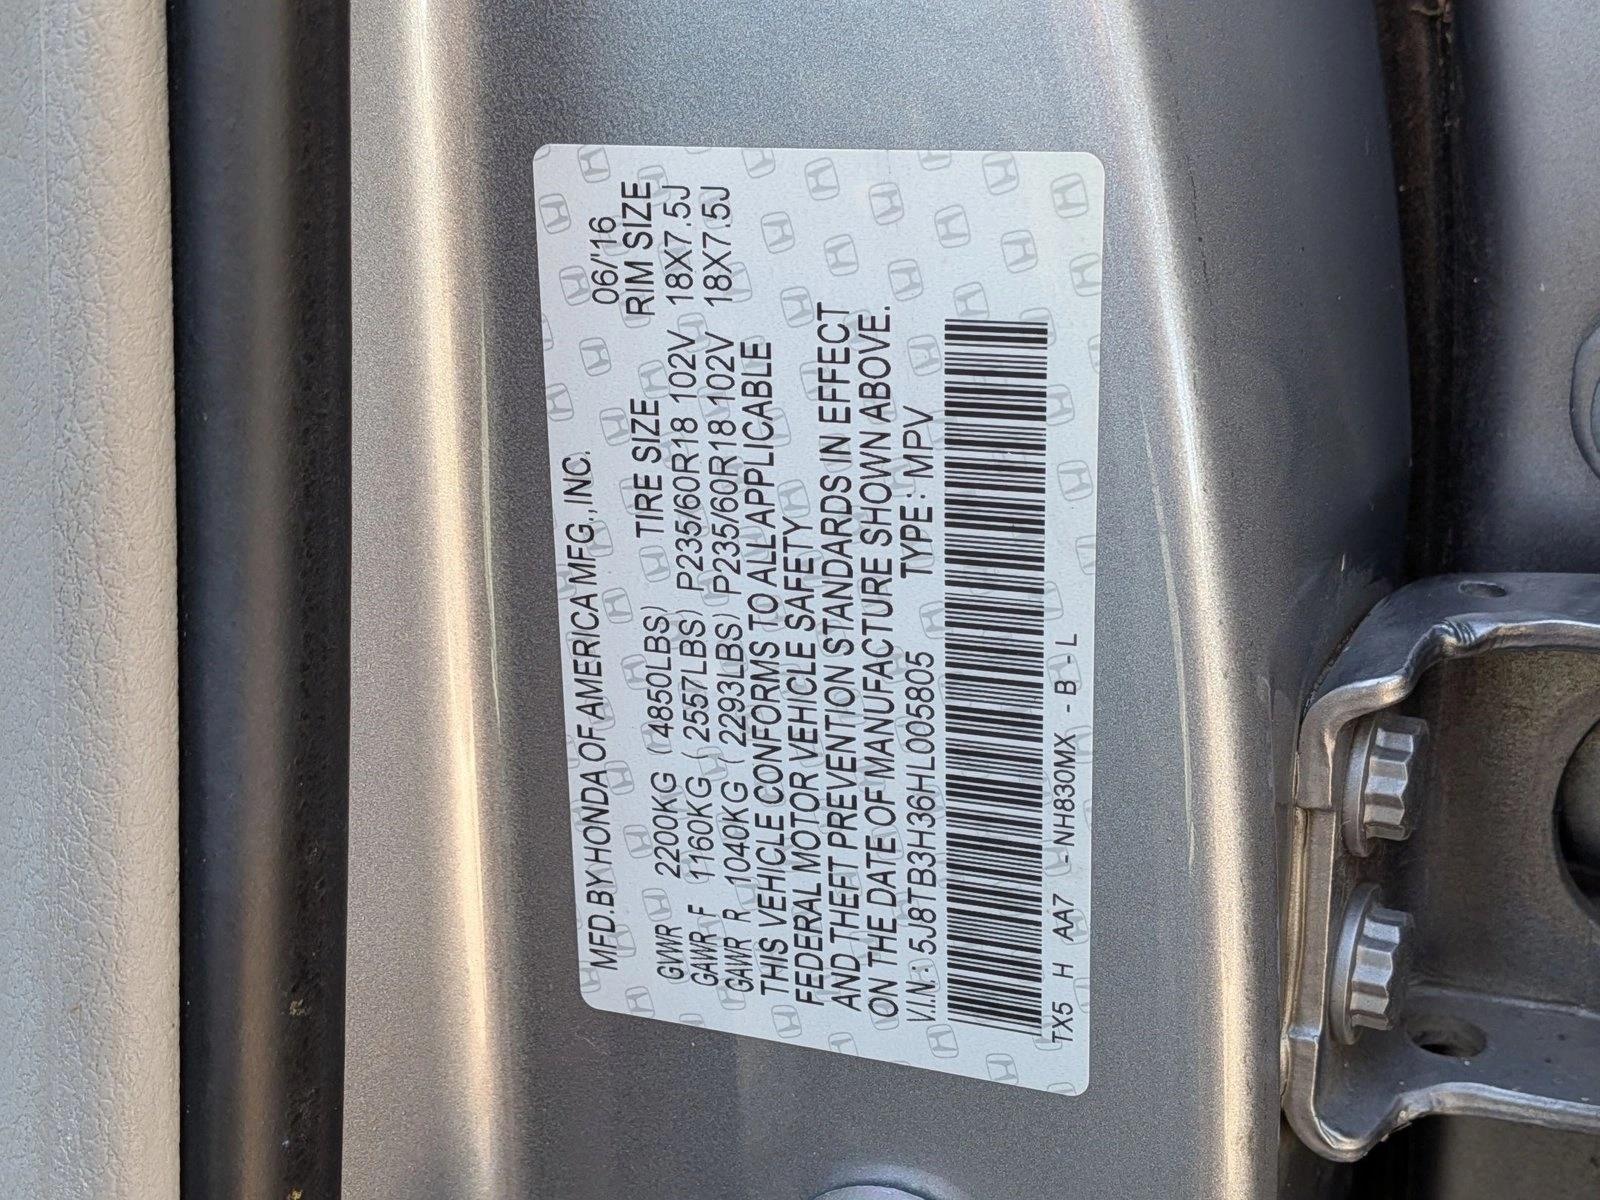 MFD. BY HONDA OF AMERICA MFG., INC. 06/'16
TIRE SIZE RIM SIZE
GVWR 2200KG ( 4850LBS)
GAWR F 1160KG ( 2557LBS) P235/60R18 102V 18X7.5J
GAWR R 1040KG ( 2293LBS) P235/60R18 102V 18X7.5J
THIS VEHICLE CONFORMS TO ALL APPLICABLE
FEDERAL MOTOR VEHICLE SAFETY
AND THEFT PREVENTION STANDARDS IN EFFECT
ON THE DATE OF MANUFACTURE SHOWN ABOVE.
V.I.N.: 5J8TB3H36HL005805 TYPE : MPV
TX5 H AA7 - NH830MX - B - L